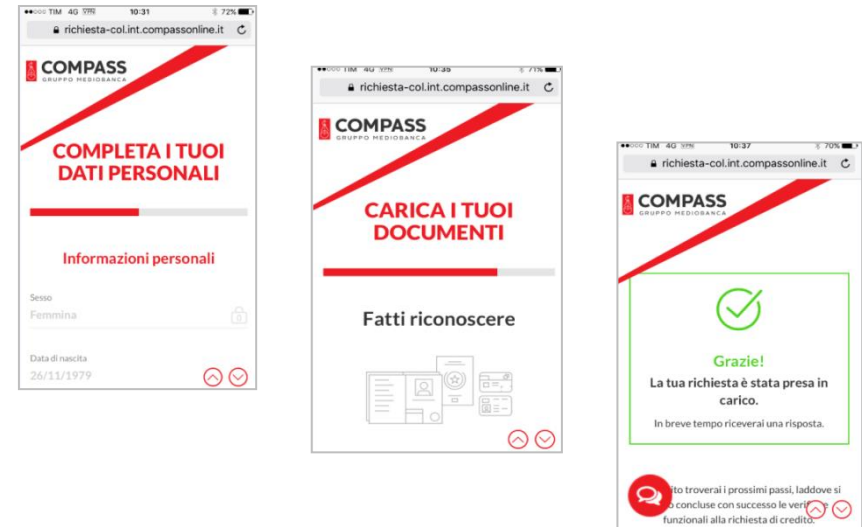 TIM 4G VPN 10:31 72%
richiesta-col.int.compassonline.it
COMPASS
GRUPPO MEDIOBANCA
COMPLETA I TUOI
DATI PERSONALI
Informazioni personali
Sesso
Femmina
Data di nascita
26/11/1979
TIM 4G VPN 10:35 71%
richiesta-col.int.compassonline.it
COMPASS
GRUPPO MEDIOBANCA
CARICA I TUOI
DOCUMENTI
Fatti riconoscere
TIM 4G VPN 10:37 70%
richiesta-col.int.compassonline.it
COMPASS
GRUPPO MEDIOBANCA
Grazie!
La tua richiesta è stata presa in
carico.
In breve tempo riceverai una risposta.
troverai i prossimi passi, laddove si
concluse con successo le
funzionali alla richiesta di credito.